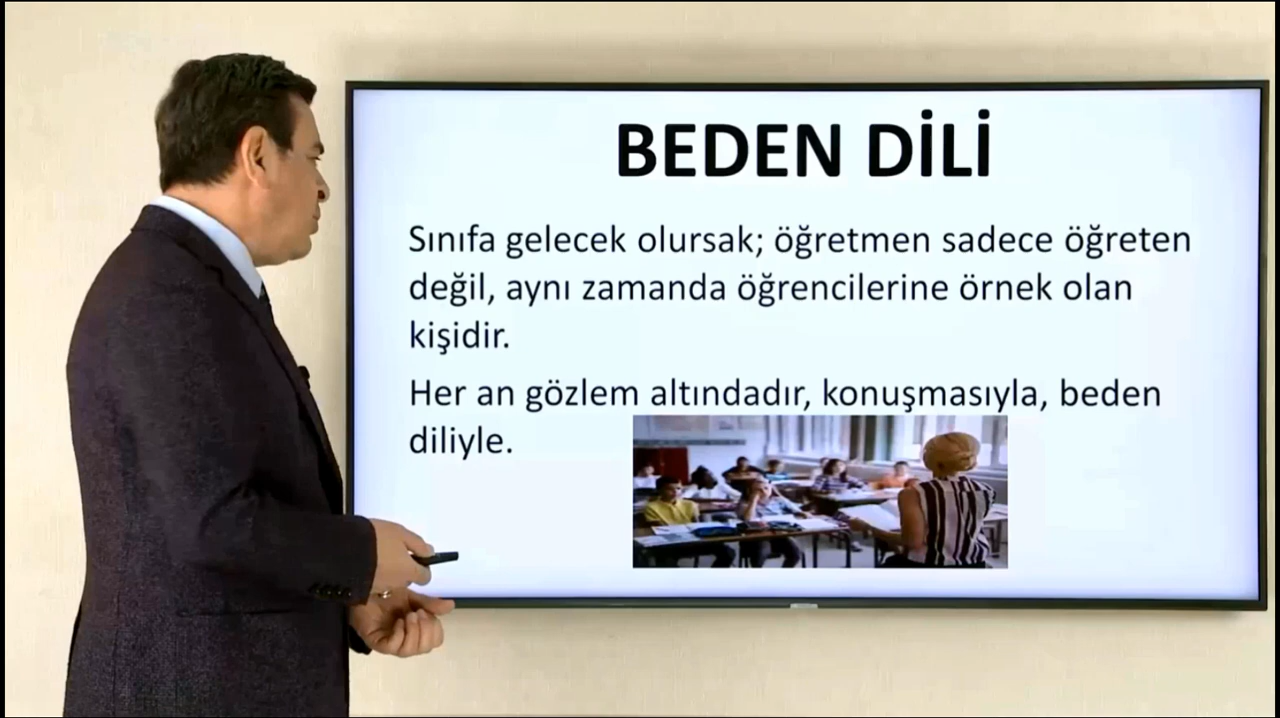 BEDEN DİLİ
Sınıfa gelecek olursak; öğretmen sadece öğreten
değil, aynı zamanda öğrencilerine örnek olan
kişidir.
Her an gözlem altındadır, konuşmasıyla, beden
diliyle.